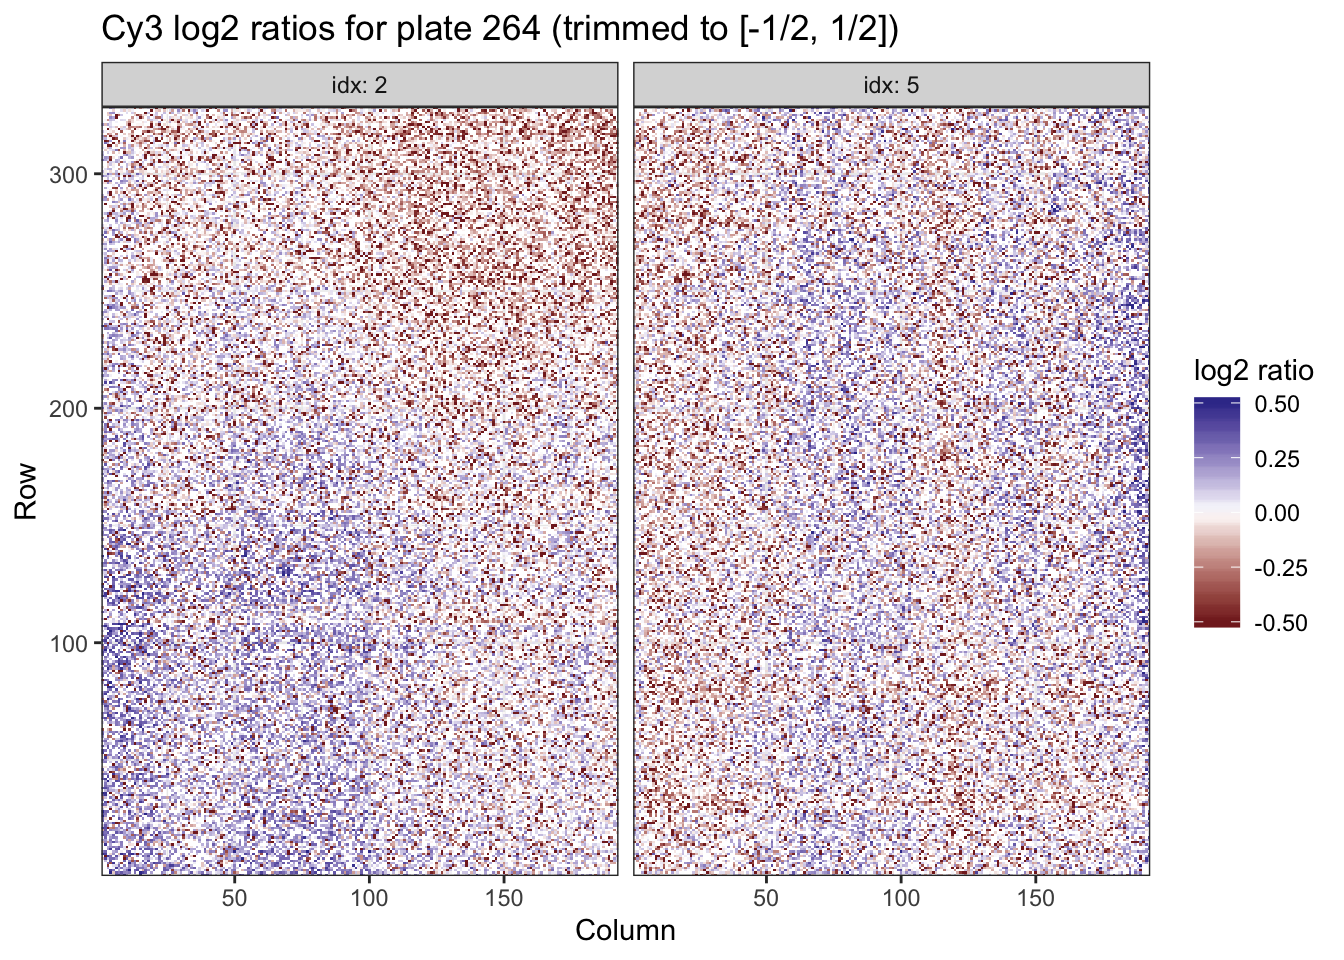 Cy3 log2 ratios for plate 264 (trimmed to [-1/2, 1/2])
idx: 2
idx: 5
Row
300
200
100
50
100
150
50
100
150
Column
log2 ratio
0.50
0.25
0.00
-0.25
-0.50